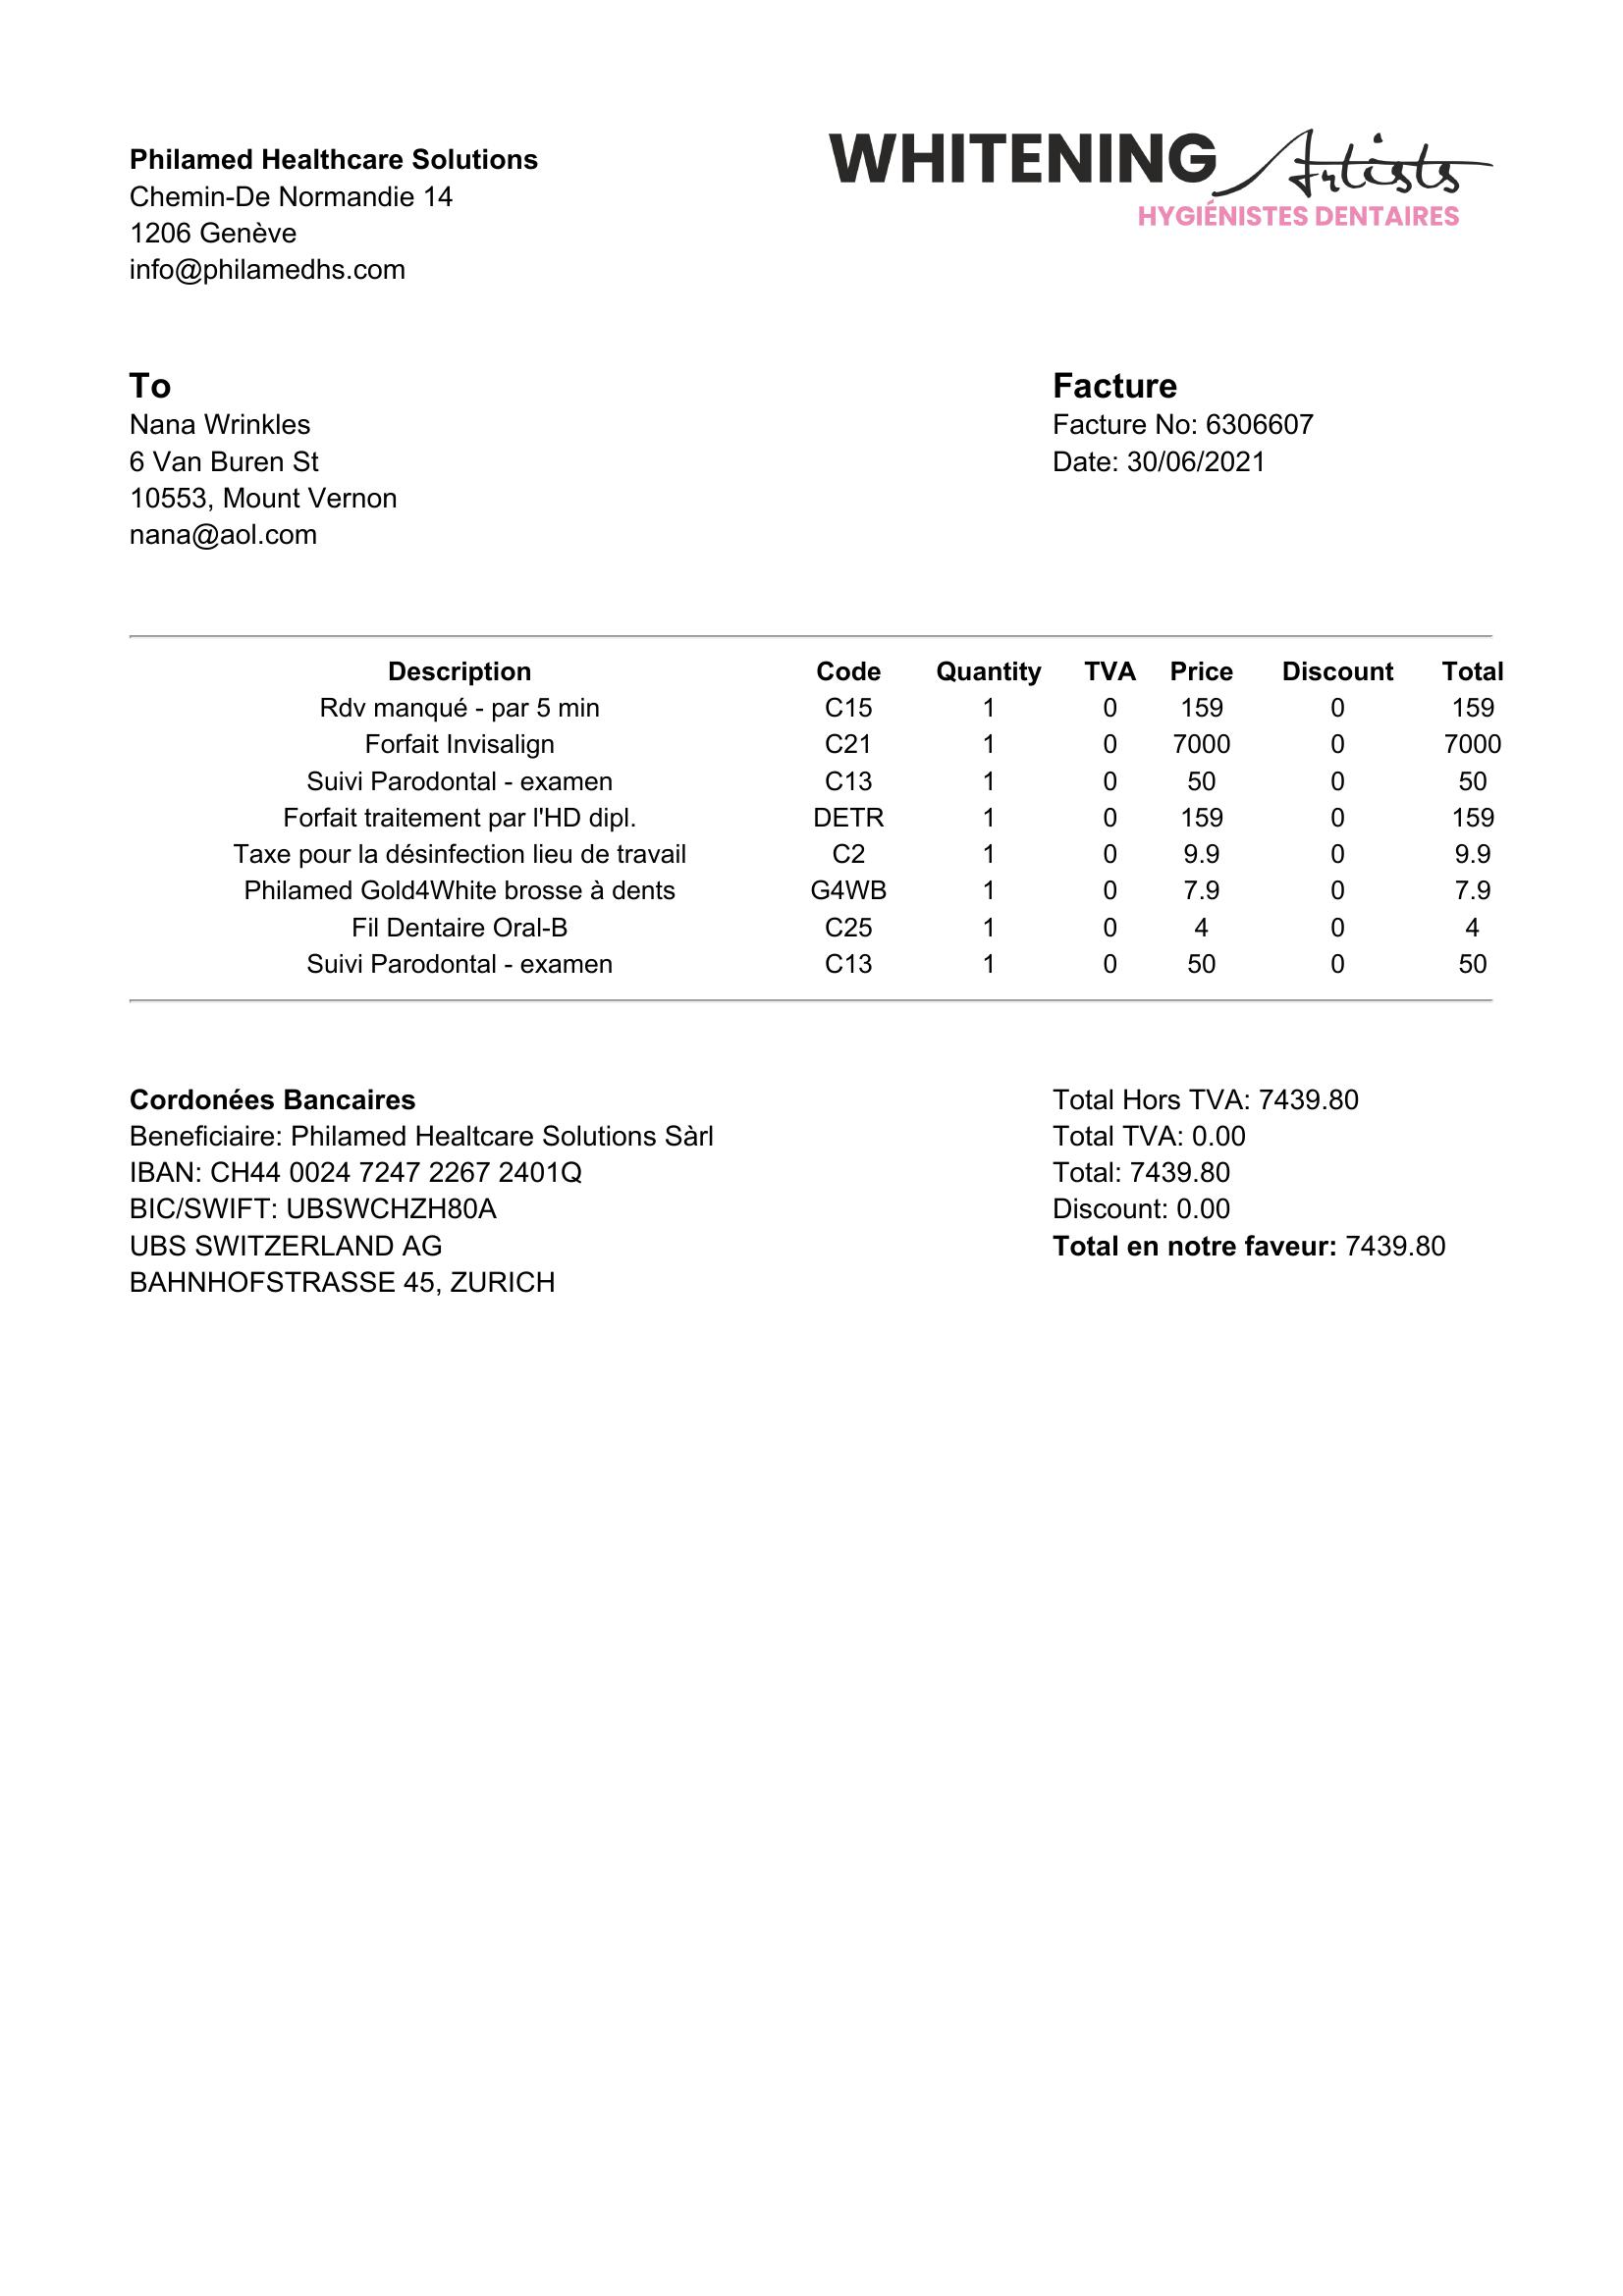 Philamed Healthcare Solutions
Chemin-De Normandie 14
1206 Genève
info@philamedhs.com
WHITENING Artists
HYGIÉNISTES DENTAIRES
To
Nana Wrinkles
6 Van Buren St
10553, Mount Vernon
nana@aol.com
Facture
Facture No: 6306607
Date: 30/06/2021
Description Code Quantity TVA Price Discount Total
Rdv manqué - par 5 min C15 1 0 159 0 159
Forfait Invisalign C21 1 0 7000 0 7000
Suivi Parodontal - examen C13 1 0 50 0 50
Forfait traitement par l'HD dipl. DETR 1 0 159 0 159
Taxe pour la désinfection lieu de travail C2 1 0 9.9 0 9.9
Philamed Gold4White brosse à dents G4WB 1 0 7.9 0 7.9
Fil Dentaire Oral-B C25 1 0 4 0 4
Suivi Parodontal - examen C13 1 0 50 0 50
Cordonées Bancaires
Beneficiaire: Philamed Healtcare Solutions Sàrl
IBAN: CH44 0024 7247 2267 2401Q
BIC/SWIFT: UBSWCHZH80A
UBS SWITZERLAND AG
BAHNHOFSTRASSE 45, ZURICH
Total Hors TVA: 7439.80
Total TVA: 0.00
Total: 7439.80
Discount: 0.00
Total en notre faveur: 7439.80